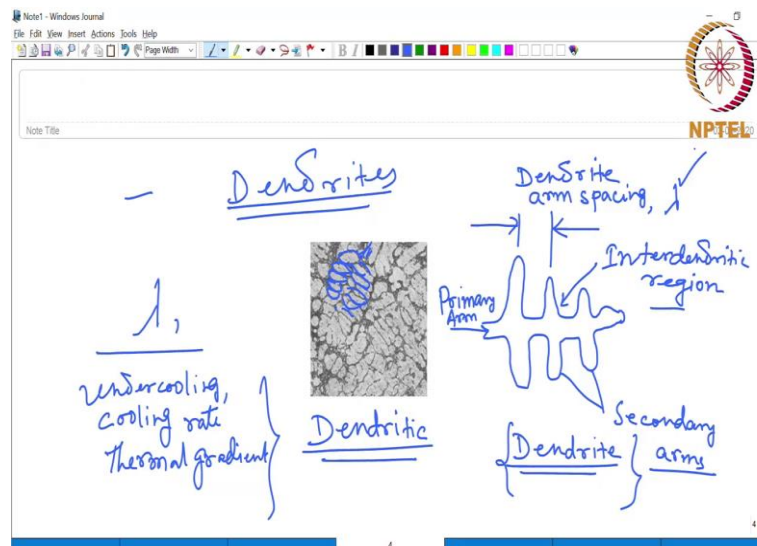 Note1 - Windows Journal
File Edit View Insert Actions Tools Help
Page Width
B I
Note Title
NPTEL
Dendrites
Dendrite
arm spacing, λ
Interdendritic
region
Primary
Arm
λ,
Undercooling,
cooling rate
Thermal gradient
Dendritic
Dendrite
Secondary
arms
4
4